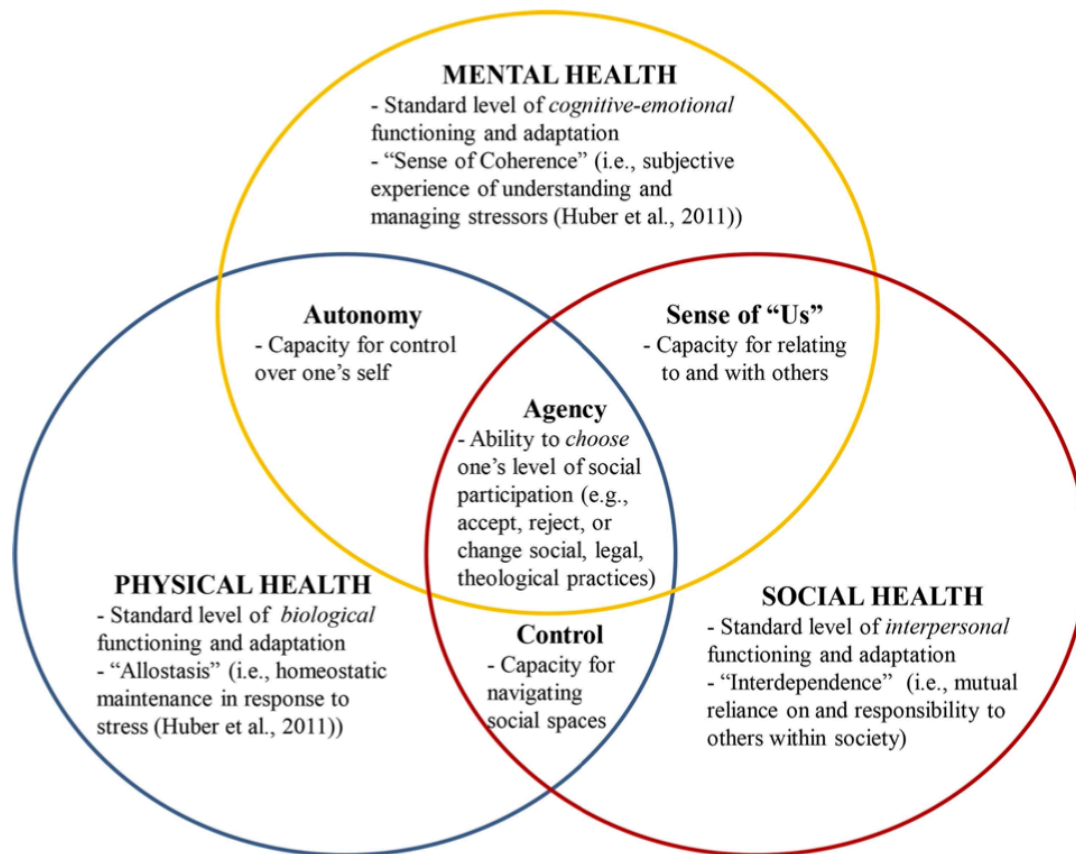 MENTAL HEALTH
- Standard level of cognitive-emotional
functioning and adaptation
- “Sense of Coherence” (i.e., subjective
experience of understanding and
managing stressors (Huber et al., 2011))
Autonomy
- Capacity for control
over one’s self
Sense of “Us”
- Capacity for relating
to and with others
Agency
- Ability to choose
one’s level of social
participation (e.g.,
accept, reject, or
change social, legal,
theological practices)
PHYSICAL HEALTH
- Standard level of biological
functioning and adaptation
- “Allostasis” (i.e., homeostatic
maintenance in response to
stress (Huber et al., 2011))
Control
- Capacity for
navigating
social spaces
SOCIAL HEALTH
- Standard level of interpersonal
functioning and adaptation
- “Interdependence” (i.e., mutual
reliance on and responsibility to
others within society)